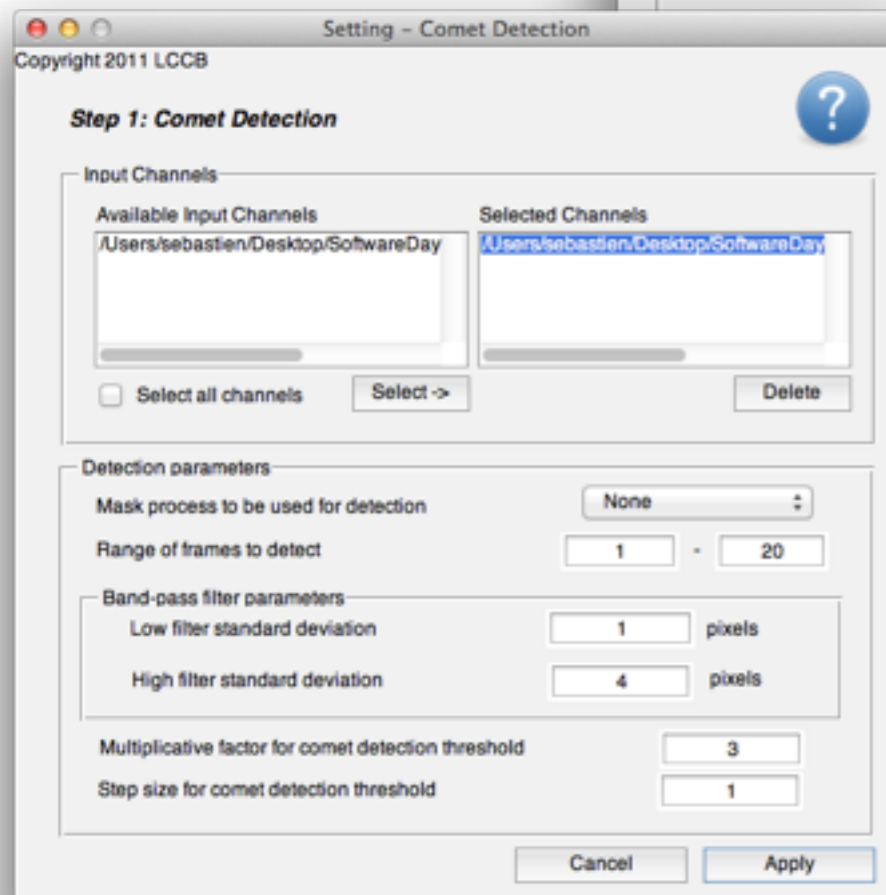 Setting - Comet Detection
Copyright 2011 LCCB
Step 1: Comet Detection
?
Input Channels
Available Input Channels
Selected Channels
/Users/sebastien/Desktop/SoftwareDay
/Users/sebastien/Desktop/SoftwareDay
Select all channels
Select ->
Delete
Detection parameters
Mask process to be used for detection
None
Range of frames to detect
1 - 20
Band-pass filter parameters
Low filter standard deviation
1 pixels
High filter standard deviation
4 pixels
Multiplicative factor for comet detection threshold
3
Step size for comet detection threshold
1
Cancel
Apply